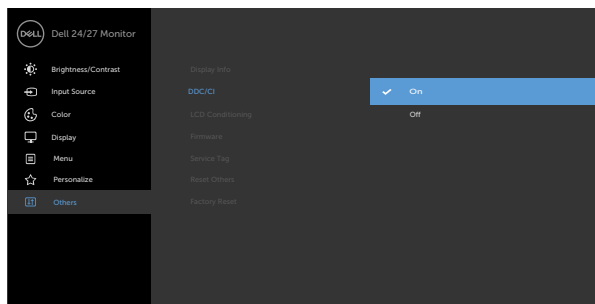 DELL Dell 24/27 Monitor
Brightness/Contrast
Input Source
Color
Display
Menu
Personalize
Others
Display Info
DDC/CI
LCD Conditioning
Firmware
Service Tag
Reset Others
Factory Reset
On
Off